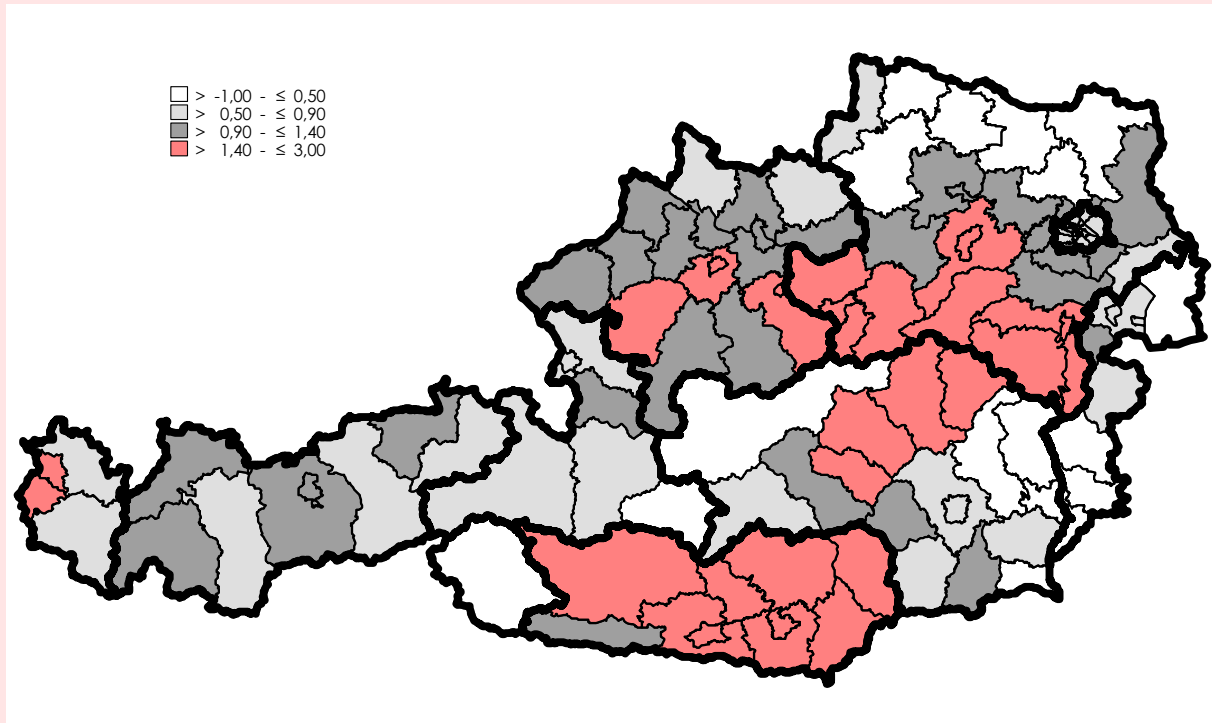 > -1,00 - ≤ 0,50
> 0,50 - ≤ 0,90
> 0,90 - ≤ 1,40
> 1,40 - ≤ 3,00